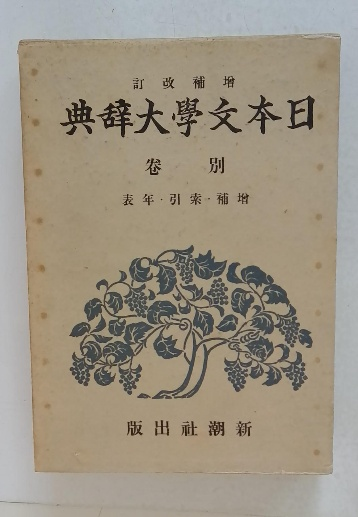 增補改訂
日本文學大辭典
別卷
增補・索引・年表
新潮社出版